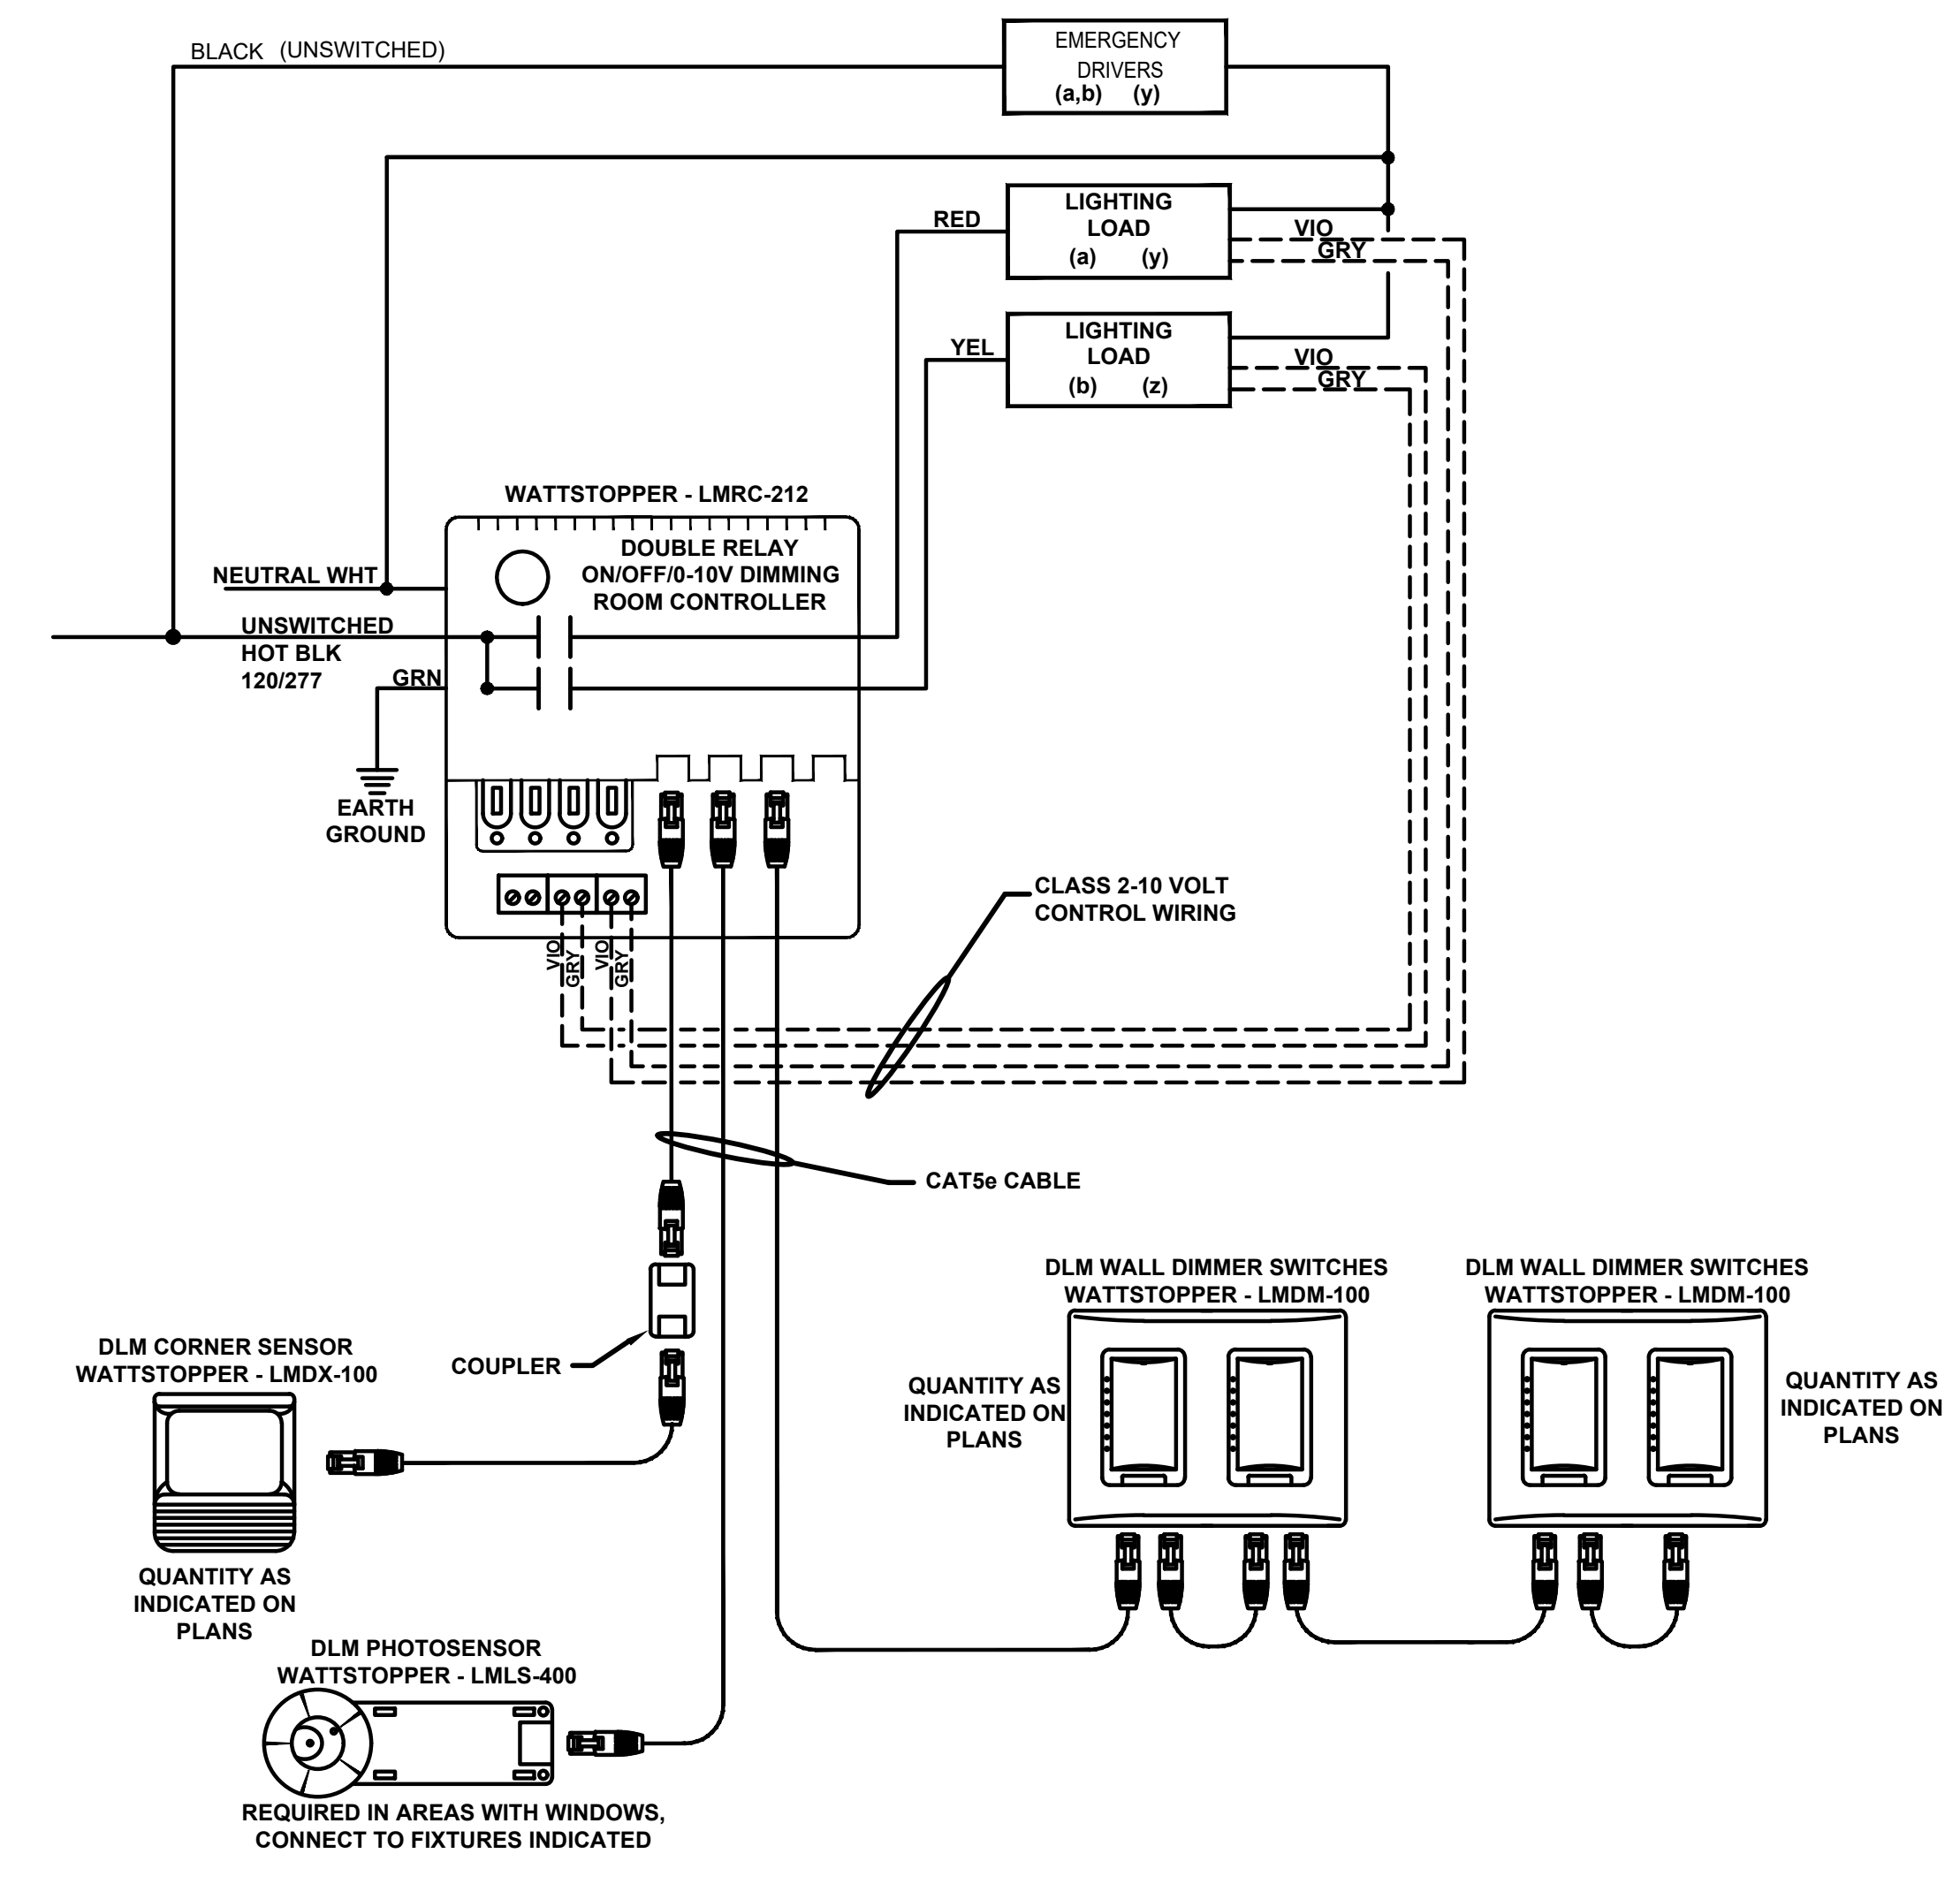 BLACK (UNSWITCHED)
EMERGENCY
DRIVERS
(a,b) (y)
LIGHTING
LOAD
(a) (y)
RED
VIO
GRY
LIGHTING
LOAD
(b) (z)
YEL
VIO
GRY
WATTSTOPPER - LMRC-212
DOUBLE RELAY
ON/OFF/0-10V DIMMING
ROOM CONTROLLER
NEUTRAL WHT
UNSWITCHED
HOT BLK
120/277
GRN
EARTH
GROUND
CLASS 2-10 VOLT
CONTROL WIRING
VIO
GRY
VIO
GRY
CAT5e CABLE
DLM WALL DIMMER SWITCHES
WATTSTOPPER - LMDM-100
DLM WALL DIMMER SWITCHES
WATTSTOPPER - LMDM-100
DLM CORNER SENSOR
WATTSTOPPER - LMDX-100
COUPLER
QUANTITY AS
INDICATED ON
PLANS
QUANTITY AS
INDICATED ON
PLANS
QUANTITY AS
INDICATED ON
PLANS
DLM PHOTOSENSOR
WATTSTOPPER - LMLS-400
REQUIRED IN AREAS WITH WINDOWS,
CONNECT TO FIXTURES INDICATED